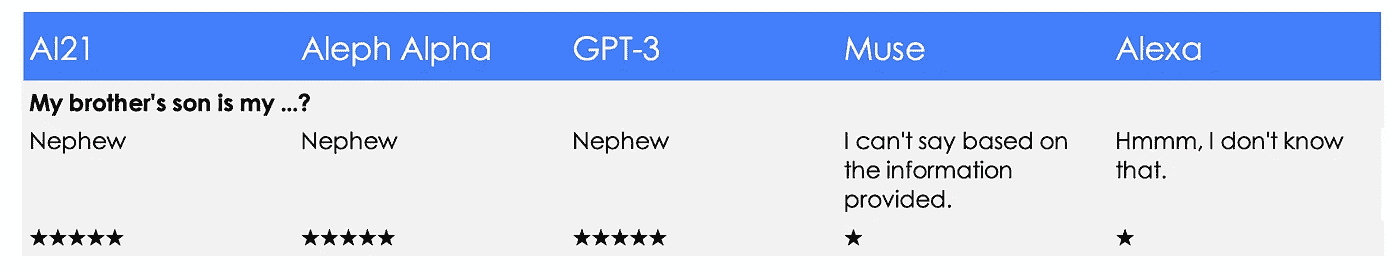 AI21 Aleph Alpha GPT-3 Muse Alexa
My brother's son is my ...?
Nephew Nephew Nephew I can't say based on Hmmm, I don't know
the information that.
provided.
★★★★★ ★★★★★ ★★★★★ ★ ★